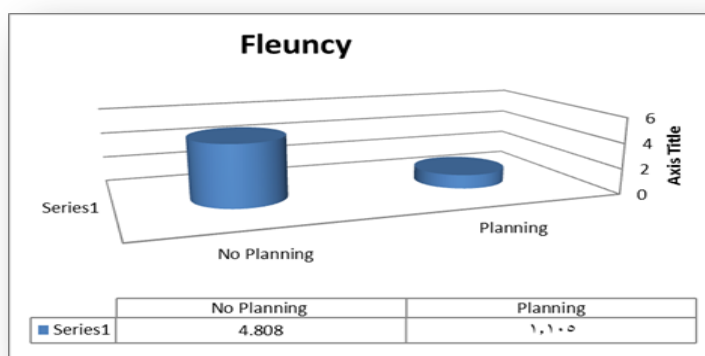 Fleuncy
6
4
2
0
Axis Title
Series1
No Planning
Planning
No Planning Planning
Series1 4.808 ١,١٠٥